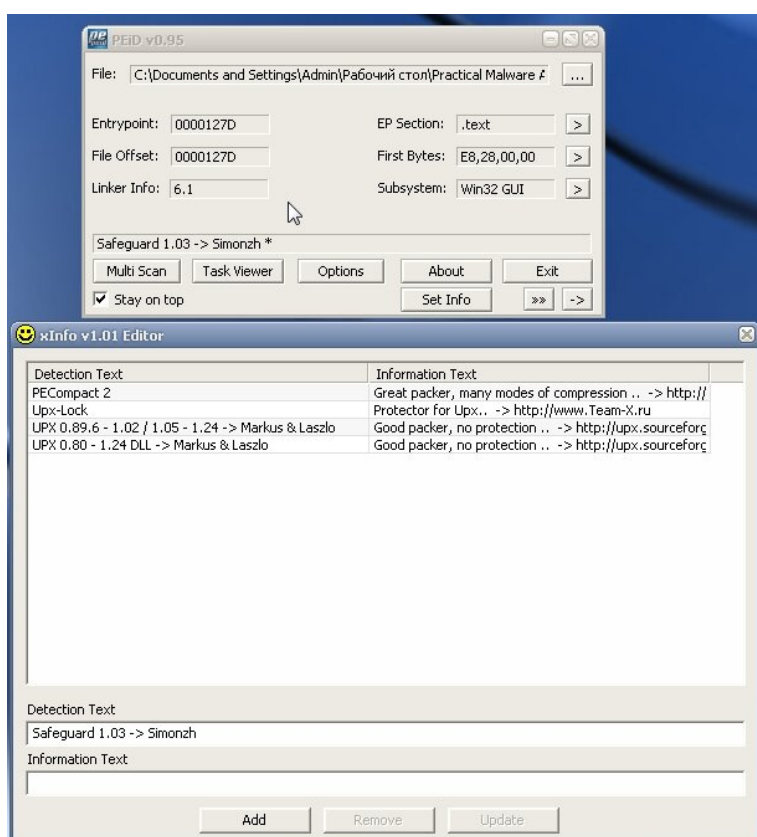 PEiD v0.95
File: C:\Documents and Settings\Admin\Рабочий стол\Practical Malware A ...
Entrypoint: 0000127D EP Section: .text >
File Offset: 0000127D First Bytes: E8,28,00,00 >
Linker Info: 6.1 Subsystem: Win32 GUI >
Safeguard 1.03 -> Simonzh *
Multi Scan Task Viewer Options About Exit
Stay on top Set Info »» ->
xInfo v1.01 Editor
Detection Text Information Text
PECompact 2 Great packer, many modes of compression .. -> http://
Upx-Lock Protector for Upx.. -> http://www.Team-X.ru
UPX 0.89.6 - 1.02 / 1.05 - 1.24 -> Markus & Laszlo Good packer, no protection .. -> http://upx.sourceforg
UPX 0.80 - 1.24 DLL -> Markus & Laszlo Good packer, no protection .. -> http://upx.sourceforg
Detection Text
Safeguard 1.03 -> Simonzh
Information Text
Add Remove Update